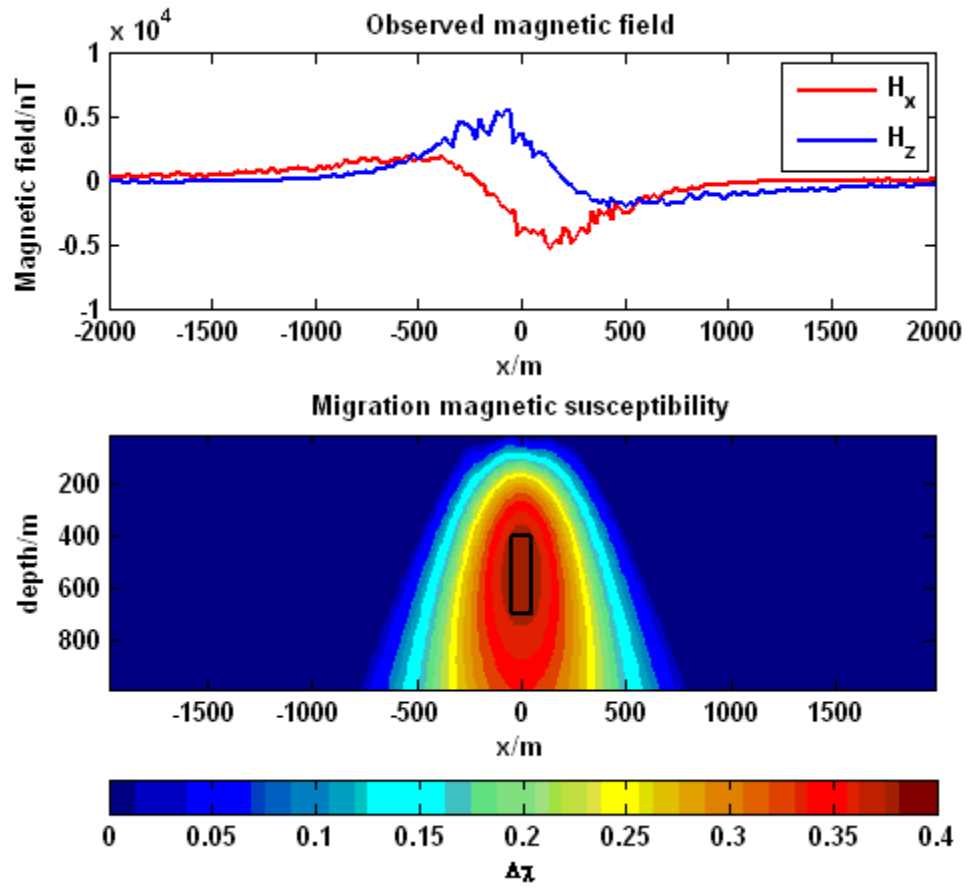 x 10^4
Observed magnetic field
Magnetic field/nT
1
0.5
0
-0.5
-1
H_x
H_z
-2000 -1500 -1000 -500 0 500 1000 1500 2000
x/m
Migration magnetic susceptibility
depth/m
200
400
600
800
-1500 -1000 -500 0 500 1000 1500
x/m
0 0.05 0.1 0.15 0.2 0.25 0.3 0.35 0.4
Δχ